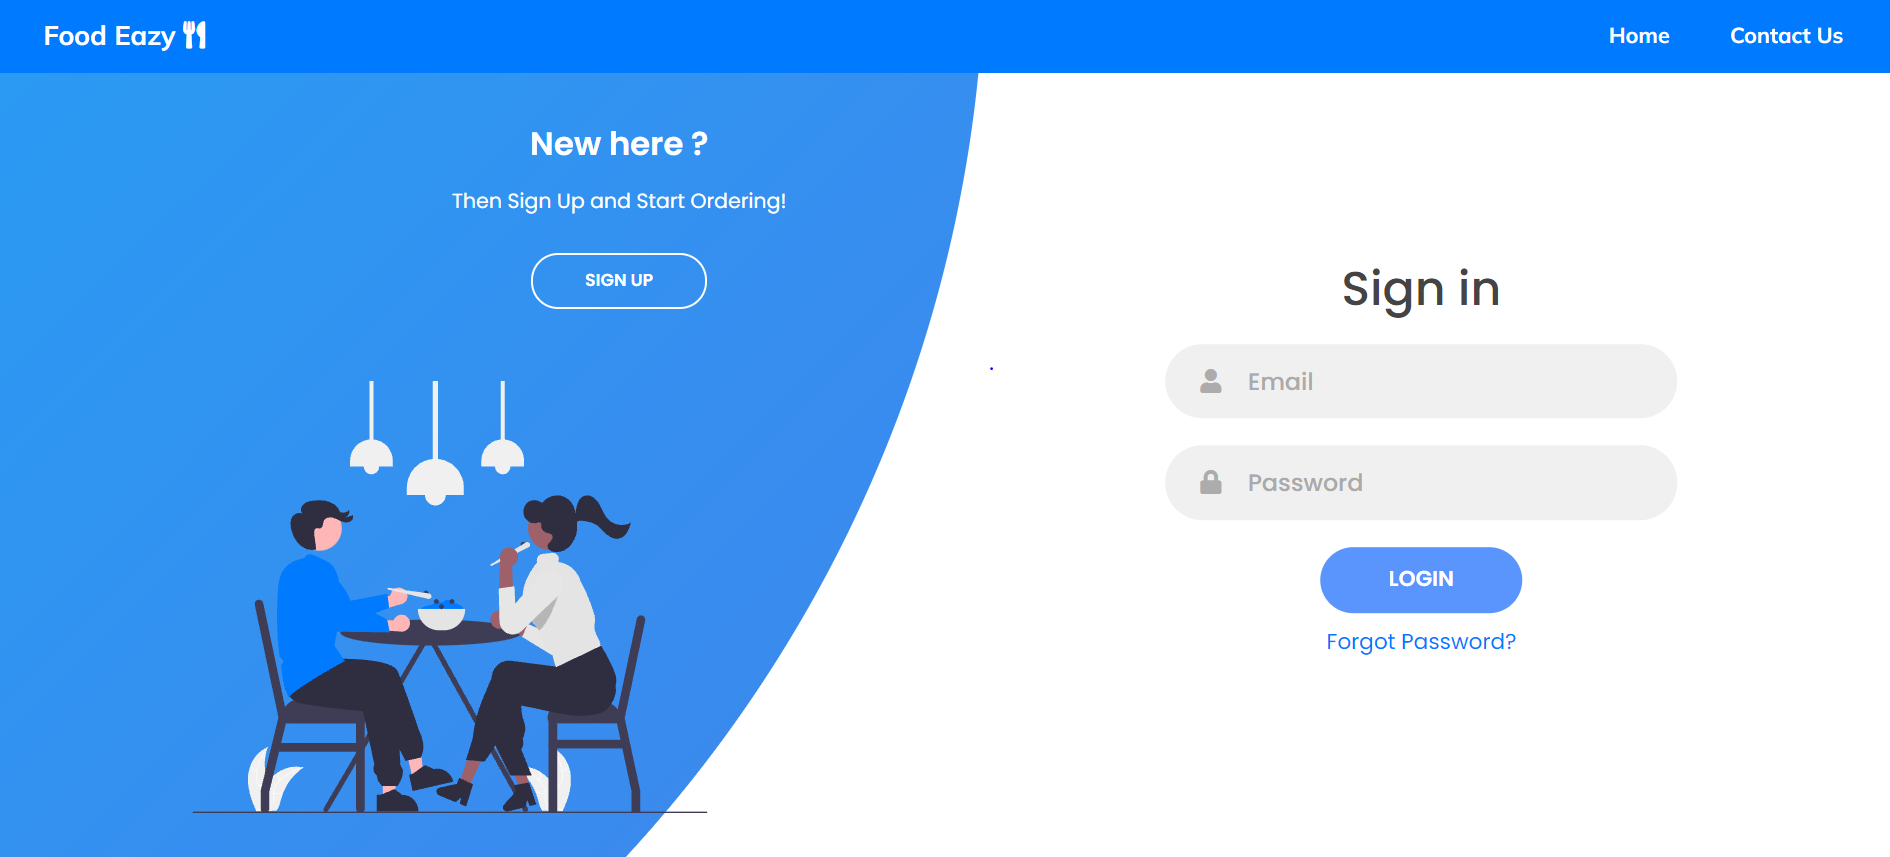 Food Eazy
Home
Contact Us
New here ?
Then Sign Up and Start Ordering!
SIGN UP
Sign in
Email
Password
LOGIN
Forgot Password?